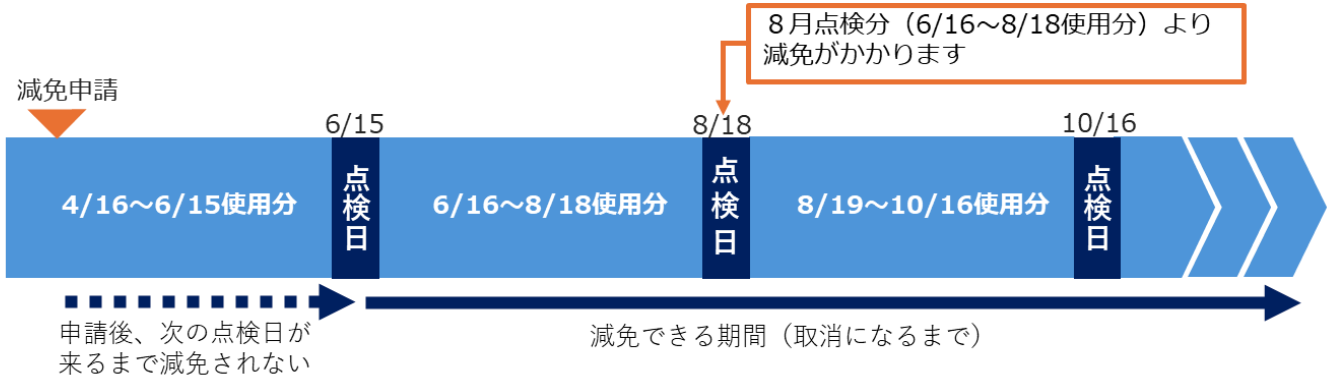 ８月点検分（6/16～8/18使用分）より
減免がかかります
減免申請
6/15
8/18
10/16
4/16～6/15使用分
点検日
6/16～8/18使用分
点検日
8/19～10/16使用分
点検日
申請後、次の点検日が
来るまで減免されない
減免できる期間（取消になるまで）